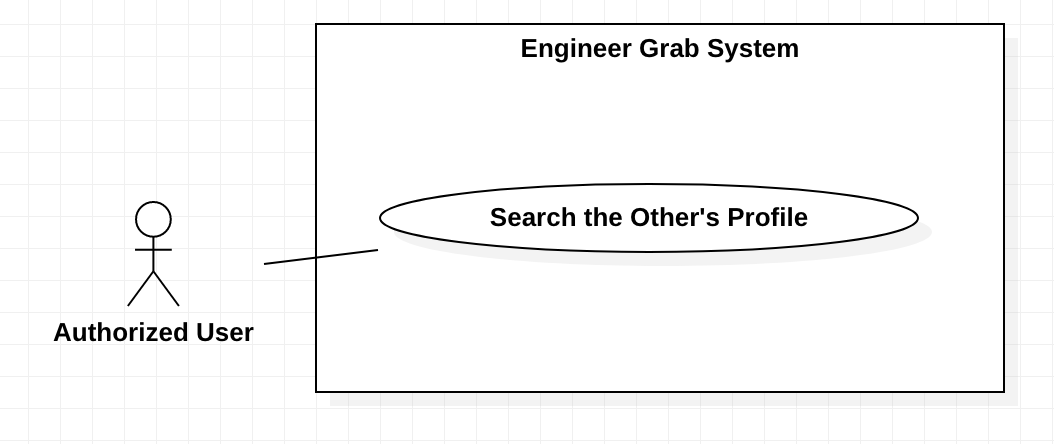 Engineer Grab System
Search the Other's Profile
Authorized User